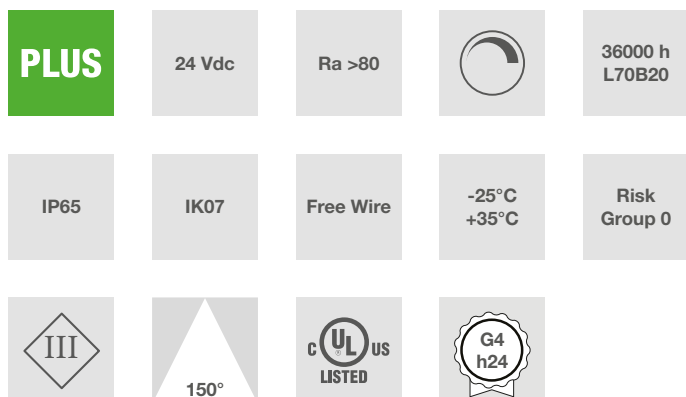 PLUS
24 Vdc
Ra >80
36000 h
L70B20
IP65
IK07
Free Wire
-25°C
+35°C
Risk
Group 0
III
150°
C UL ® US
LISTED
G4
h24